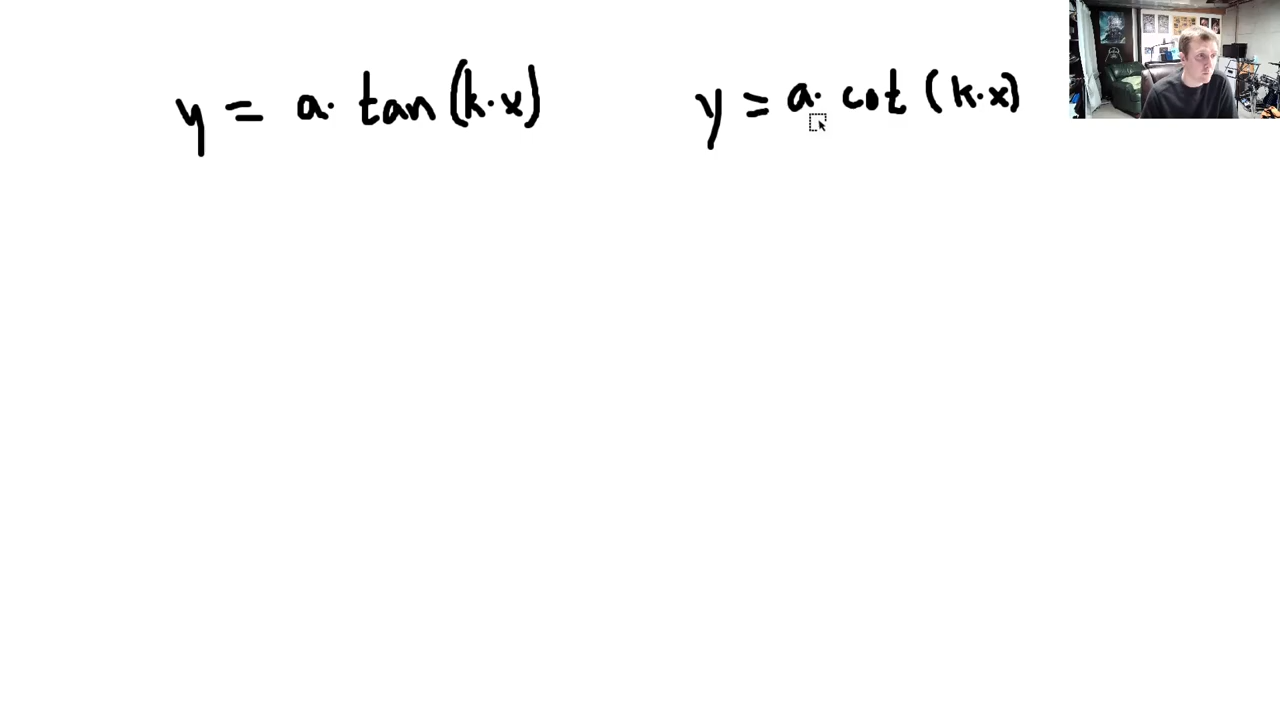 y = a · tan (k · x)
y = a · cot (k · x)